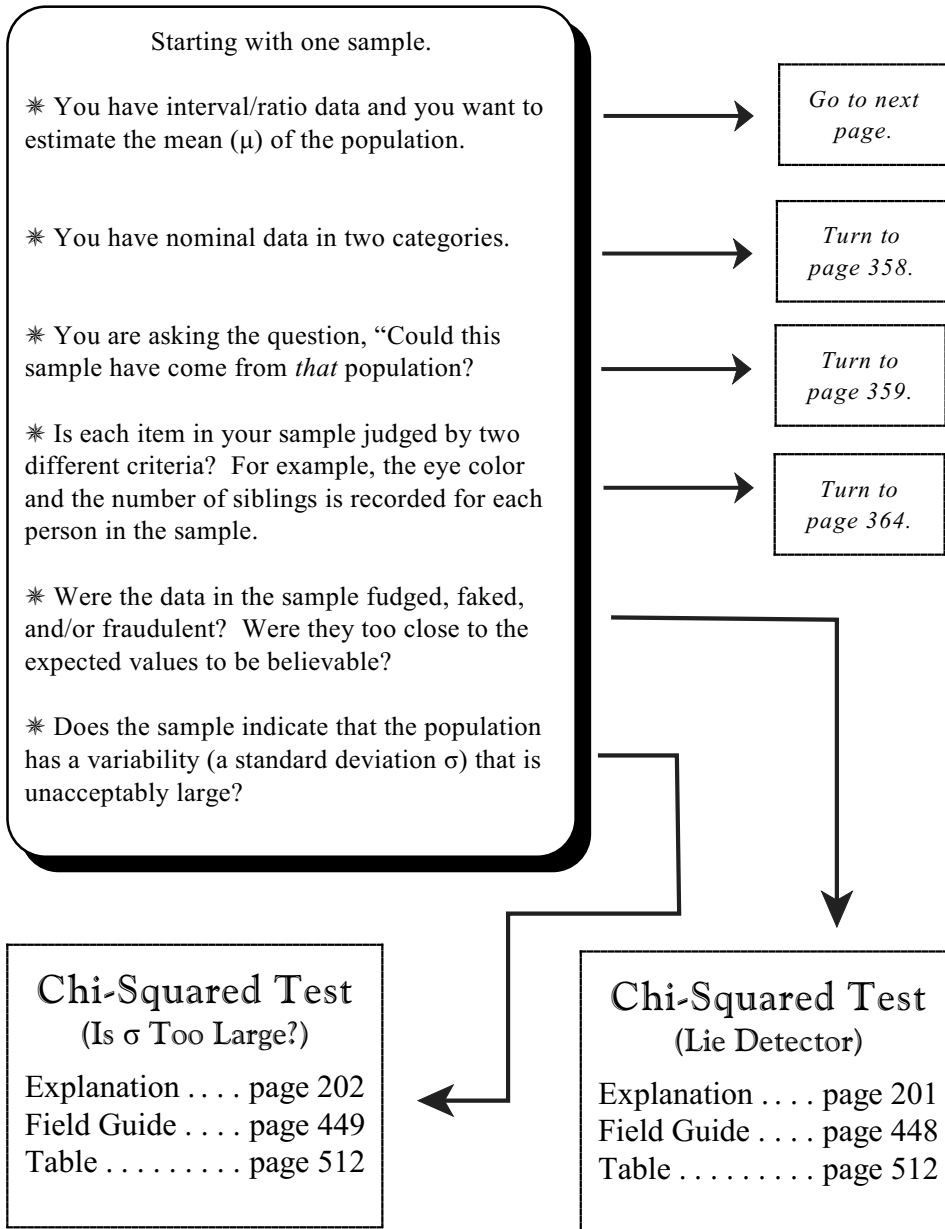 Starting with one sample.
✴ You have interval/ratio data and you want to
estimate the mean (μ) of the population.
Go to next
page.
✴ You have nominal data in two categories.
Turn to
page 358.
✴ You are asking the question, “Could this
sample have come from that population?
Turn to
page 359.
✴ Is each item in your sample judged by two
different criteria?  For example, the eye color
and the number of siblings is recorded for each
person in the sample.
Turn to
page 364.
✴ Were the data in the sample fudged, faked,
and/or fraudulent?  Were they too close to the
expected values to be believable?
✴ Does the sample indicate that the population
has a variability (a standard deviation σ) that is
unacceptably large?
Chi-Squared Test
(Is σ Too Large?)
Explanation . . . . page 202
Field Guide . . . . page 449
Table . . . . . . . . . page 512
Chi-Squared Test
(Lie Detector)
Explanation . . . . page 201
Field Guide . . . . page 448
Table . . . . . . . . . page 512